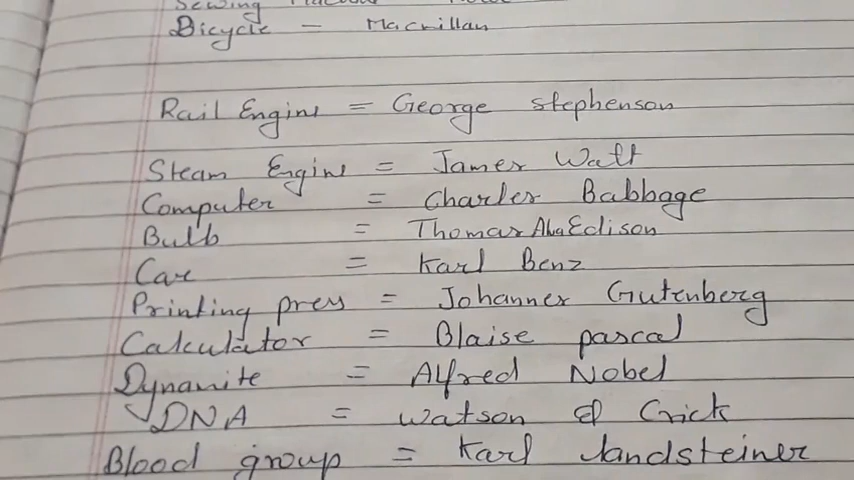 Sewing
Bicycle – Macmillan
Rail Engine = George Stephenson
Steam Engine = James Watt
Computer = Charles Babbage
Bulb = Thomas Alva Edison
Car = Karl Benz
Printing press = Johannes Gutenberg
Calculator = Blaise pascal
Dynamite = Alfred Nobel
DNA = Watson & Crick
Blood group = Karl landsteiner